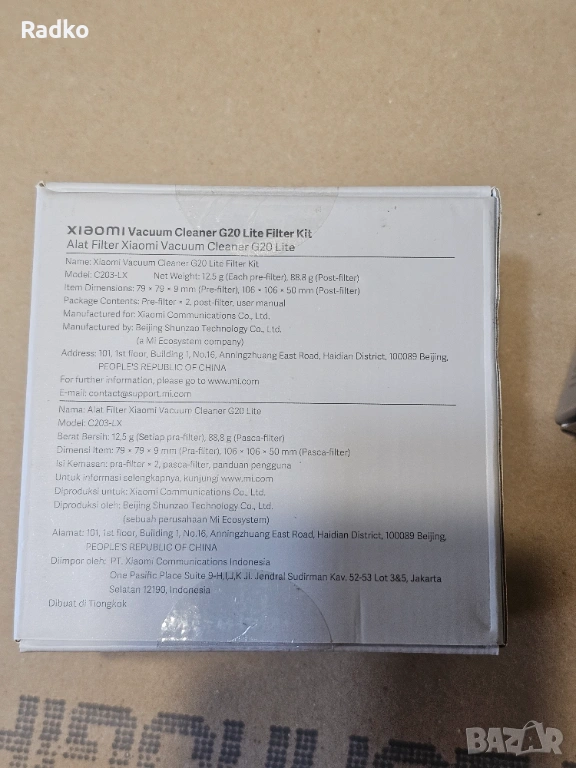 Radko
xiaomi Vacuum Cleaner G20 Lite Filter Kit
Alat Filter Xiaomi Vacuum Cleaner G20 Lite
Name: Xiaomi Vacuum Cleaner G20 Lite Filter Kit
Model: C203-LX Net Weight: 12,5 g (Each pre-filter), 88,8 g (Post-filter)
Item Dimensions: 79 × 79 × 9 mm (Pre-filter), 106 × 106 × 50 mm (Post-filter)
Package Contents: Pre-filter × 2, post-filter, user manual
Manufactured for: Xiaomi Communications Co., Ltd.
Manufactured by: Beijing Shunzao Technology Co., Ltd.
(a Mi Ecosystem company)
Address: 101, 1st floor, Building 1, No.16, Anningzhuang East Road, Haidian District, 100089 Beijing,
PEOPLE'S REPUBLIC OF CHINA
For further information, please go to www.mi.com
E-mail: contact@support.mi.com
Name: Alat Filter Xiaomi Vacuum Cleaner G20 Lite
Model: C203-LX
Berat Bersih: 12,5 g (Setiap pra-filter), 88,8 g (Pasca-filter)
Dimensi Item: 79 × 79 × 9 mm (Pra-filter), 106 × 106 × 50 mm (Pasca-filter)
Isi Kemasan: pra-filter × 2, pasca-filter, panduan pengguna
Untuk informasi selengkapnya, kunjungi www.mi.com
Diproduksi untuk: Xiaomi Communications Co., Ltd.
Diproduksi oleh: Beijing Shunzao Technology Co., Ltd.
(sebuah perusahaan Mi Ecosystem)
Alamat: 101, 1st floor, Building 1, No.16, Anningzhuang East Road, Haidian District, 100089 Beijing,
PEOPLE'S REPUBLIC OF CHINA
Diimpor oleh: PT. Xiaomi Communications Indonesia
One Pacific Place Suite 9-H,I,J,K Jl. Jendral Sudirman Kav. 52-53 Lot 3&5, Jakarta
Selatan 12190, Indonesia
Dibuat di Tiongkok
BAZAR